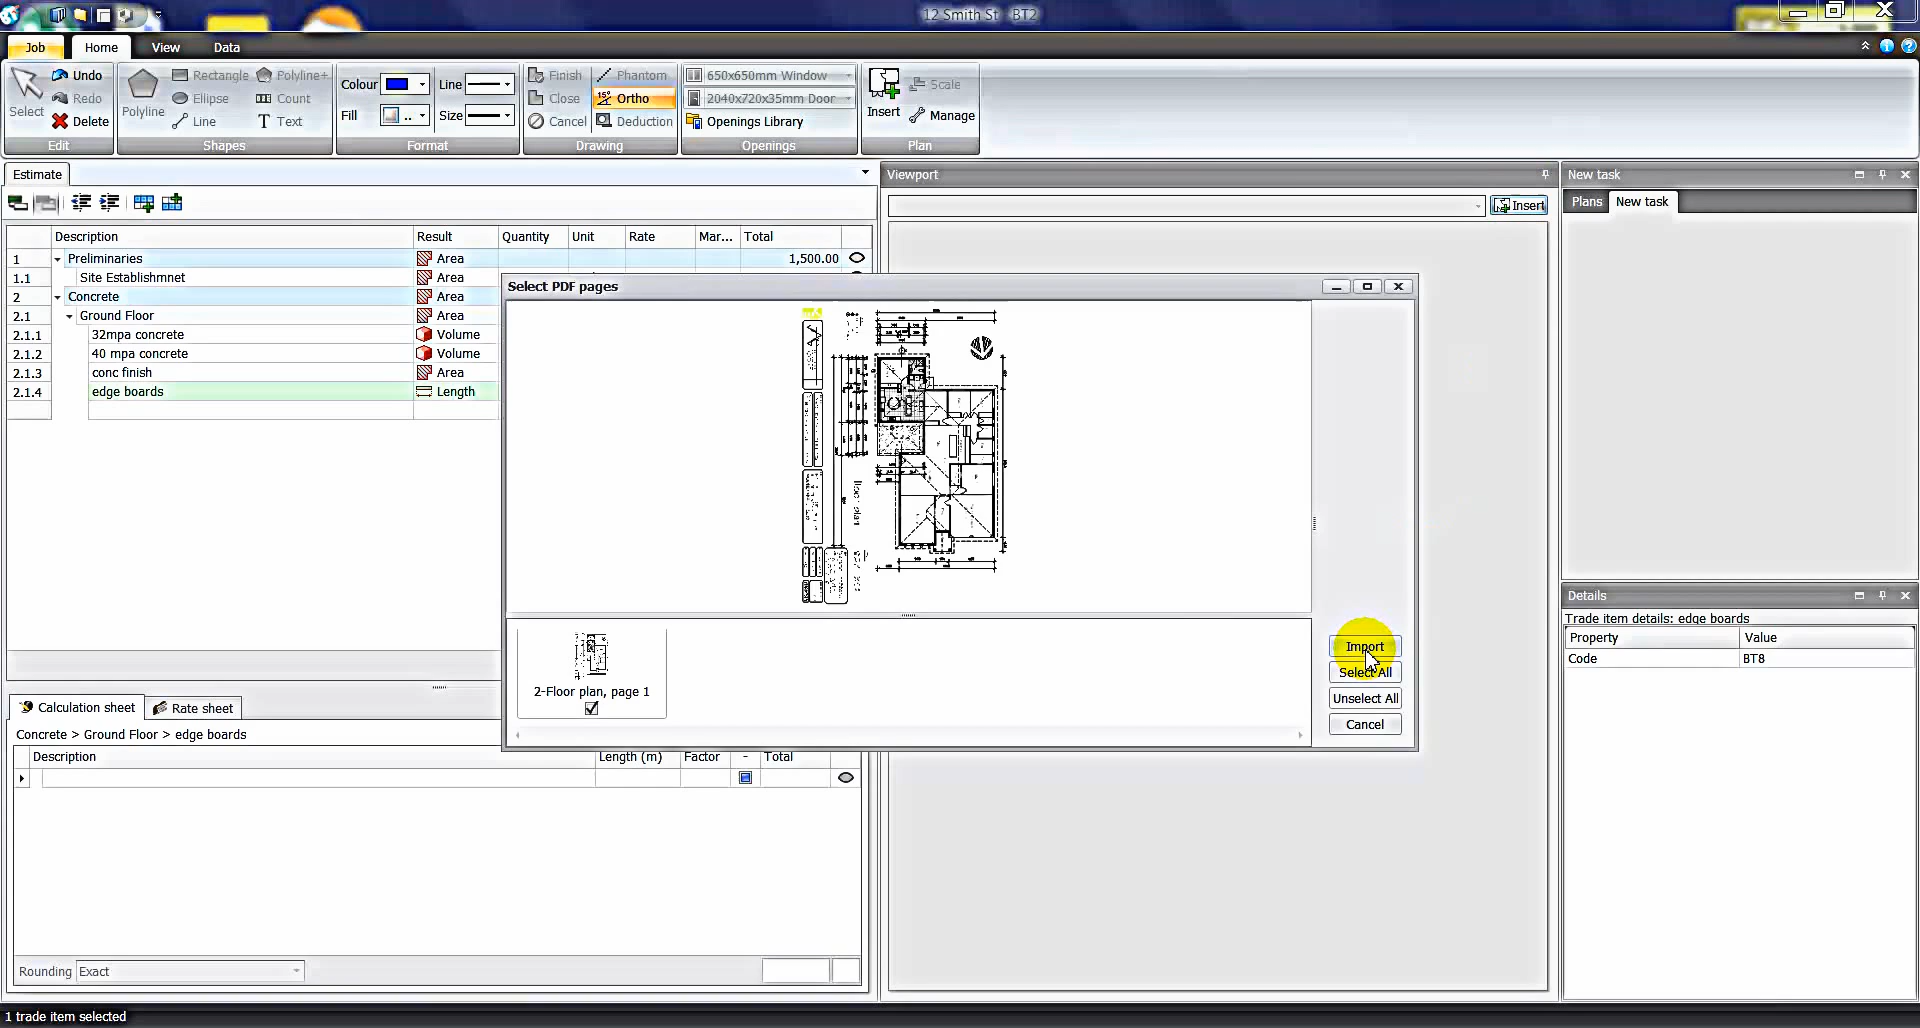 12 Smith St - BT2
Job Home View Data
Select Undo Redo Delete Edit
Polyline Rectangle Polyline+ Ellipse Count Line Text Shapes
Colour Line Fill .. Size Format
Finish Phantom Close 15° Ortho Cancel Deduction Drawing
650x650mm Window
2040x720x35mm Door
Openings Library
Openings
Insert Scale Manage Plan
Estimate
Description Result Quantity Unit Rate Mar... Total
1 Preliminaries Area 1,500.00
1.1 Site Establishmnet Area
2 Concrete Area
2.1 Ground Floor Area
2.1.1 32mpa concrete Volume
2.1.2 40 mpa concrete Volume
2.1.3 conc finish Area
2.1.4 edge boards Length
Calculation sheet Rate sheet
Concrete > Ground Floor > edge boards
Description Length (m) Factor - Total
Rounding Exact
1 trade item selected
Viewport
Insert
Select PDF pages
floor plan
2-Floor plan, page 1
Import
Select All
Unselect All
Cancel
New task
Plans New task
Details
Trade item details: edge boards
Property Value
Code BT8